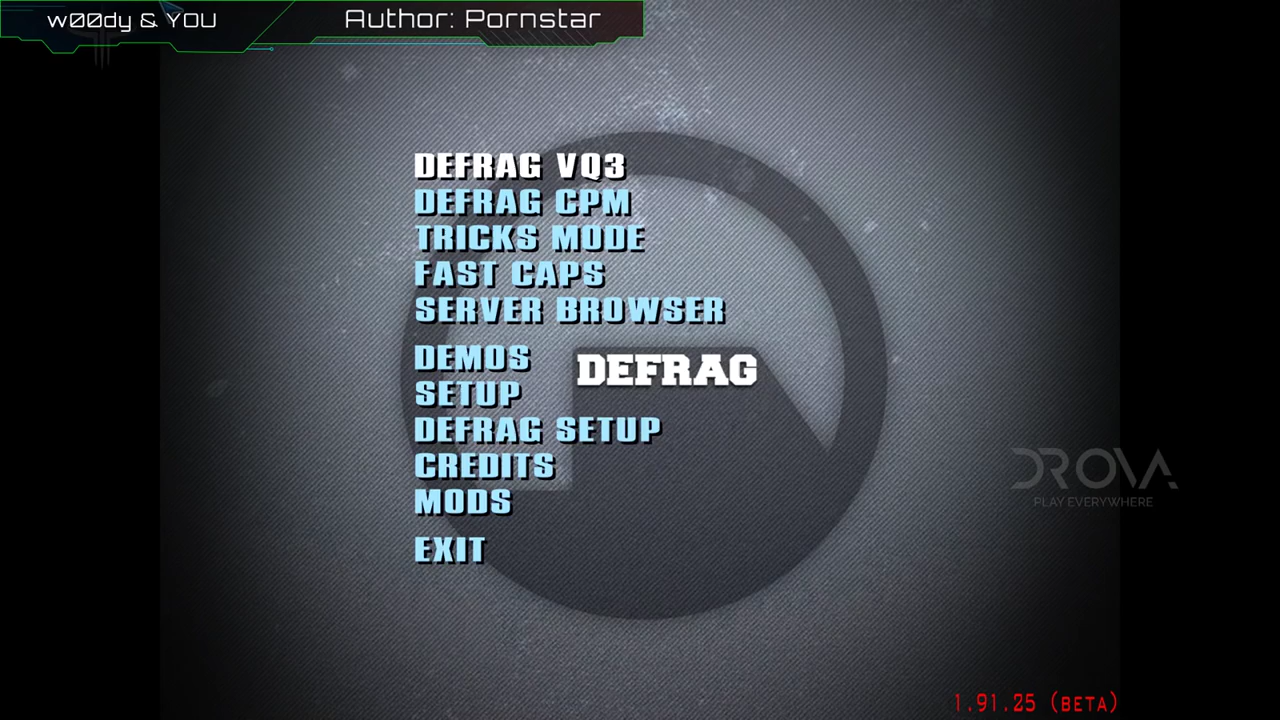 w00dy & YOU
Author: Pornstar
DEFRAG VQ3
DEFRAG CPM
TRICKS MODE
FAST CAPS
SERVER BROWSER
DEMOS
DEFRAG
SETUP
DEFRAG SETUP
CREDITS
MODS
EXIT
DROVA
PLAY EVERYWHERE
1.91.25 (BETA)